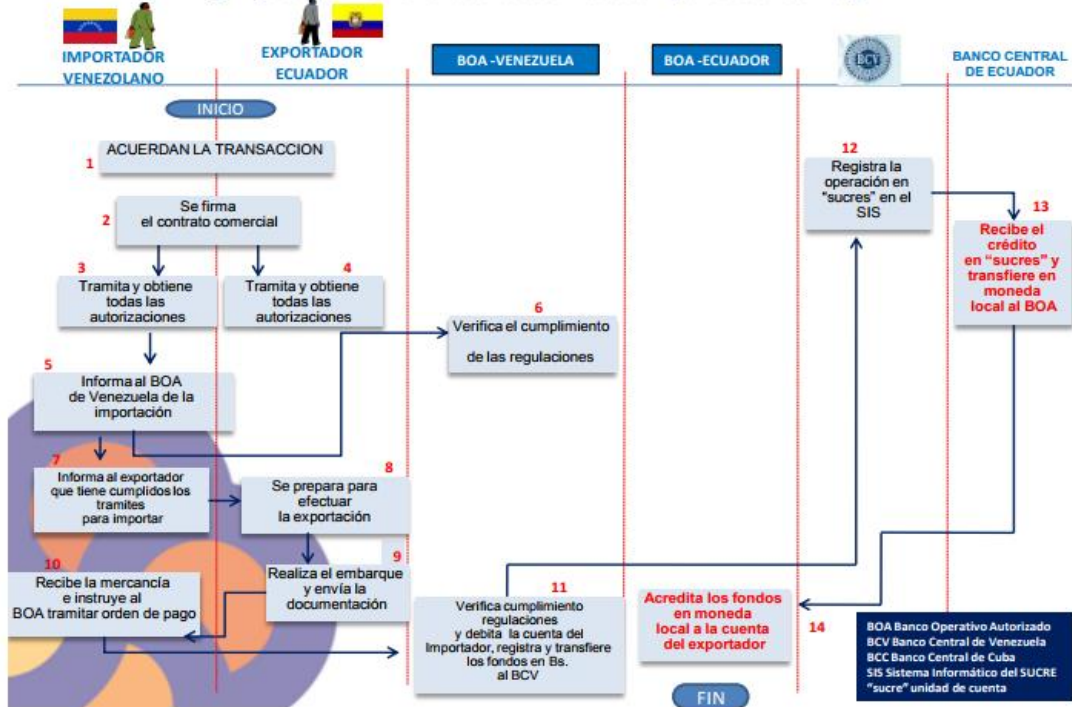 IMPORTADOR
VENEZOLANO
EXPORTADOR
ECUADOR
BOA -VENEZUELA
BOA -ECUADOR
BCV
BANCO CENTRAL
DE ECUADOR
INICIO
1
ACUERDAN LA TRANSACCION
2
Se firma
el contrato comercial
3
Tramita y obtiene
todas las
autorizaciones
4
Tramita y obtiene
todas las
autorizaciones
5
Informa al BOA
de Venezuela de la
importación
6
Verifica el cumplimiento
de las regulaciones
7
Informa al exportador
que tiene cumplidos los
tramites
para importar
8
Se prepara para
efectuar
la exportación
9
Realiza el embarque
y envía la
documentación
10
Recibe la mercancía
e instruye al
BOA tramitar orden de pago
11
Verifica cumplimiento
regulaciones
y debita la cuenta del
Importador, registra y transfiere
los fondos en Bs.
al BCV
12
Registra la
operación en
"sucres" en el
SIS
13
Recibe el
crédito
en "sucres" y
transfiere en
moneda
local al BOA
Acredita los fondos
en moneda
local a la cuenta
del exportador
14
FIN
BOA Banco Operativo Autorizado
BCV Banco Central de Venezuela
BCC Banco Central de Cuba
SIS Sistema Informático del SUCRE
"sucre" unidad de cuenta